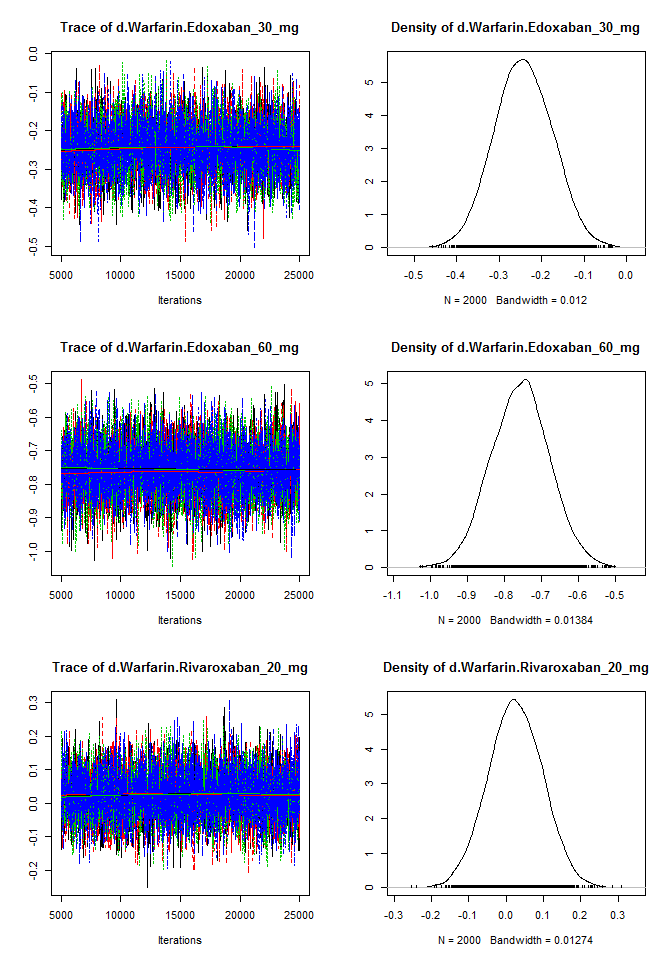 Trace of d.Warfarin.Edoxaban_30_mg
0.0
-0.1
-0.2
-0.3
-0.4
-0.5
5000 10000 15000 20000 25000
Iterations
Density of d.Warfarin.Edoxaban_30_mg
5
4
3
2
1
0
-0.5 -0.4 -0.3 -0.2 -0.1 0.0
N = 2000 Bandwidth = 0.012
Trace of d.Warfarin.Edoxaban_60_mg
-0.5
-0.6
-0.7
-0.8
-0.9
-1.0
5000 10000 15000 20000 25000
Iterations
Density of d.Warfarin.Edoxaban_60_mg
5
4
3
2
1
0
-1.1 -1.0 -0.9 -0.8 -0.7 -0.6 -0.5
N = 2000 Bandwidth = 0.01384
Trace of d.Warfarin.Rivaroxaban_20_mg
0.3
0.2
0.1
0.0
-0.1
-0.2
5000 10000 15000 20000 25000
Iterations
Density of d.Warfarin.Rivaroxaban_20_mg
5
4
3
2
1
0
-0.3 -0.2 -0.1 0.0 0.1 0.2 0.3
N = 2000 Bandwidth = 0.01274